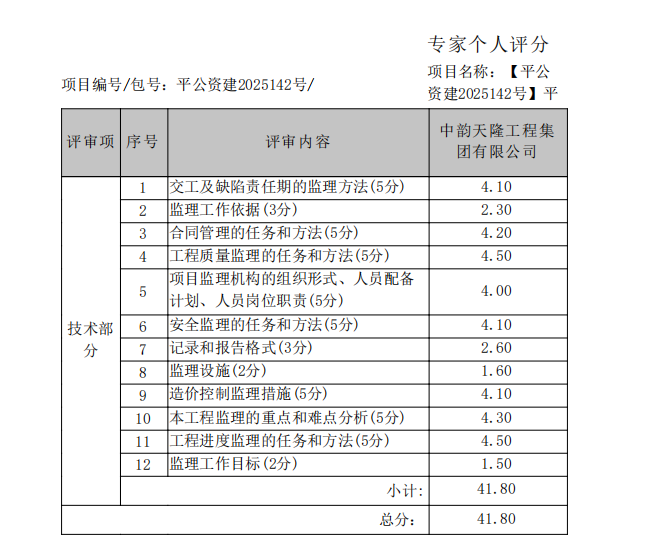 专家个人评分
项目编号/包号：平公资建2025142号/
项目名称：【平公
资建2025142号】平
评审项 序号 评审内容 中韵天隆工程集
团有限公司
技术部
分
1 交工及缺陷责任期的监理方法(5分) 4.10
2 监理工作依据(3分) 2.30
3 合同管理的任务和方法(5分) 4.20
4 工程质量监理的任务和方法(5分) 4.50
5 项目监理机构的组织形式、人员配备
计划、人员岗位职责(5分) 4.00
6 安全监理的任务和方法(5分) 4.10
7 记录和报告格式(3分) 2.60
8 监理设施(2分) 1.60
9 造价控制监理措施(5分) 4.10
10 本工程监理的重点和难点分析(5分) 4.30
11 工程进度监理的任务和方法(5分) 4.50
12 监理工作目标(2分) 1.50
小计: 41.80
总分: 41.80